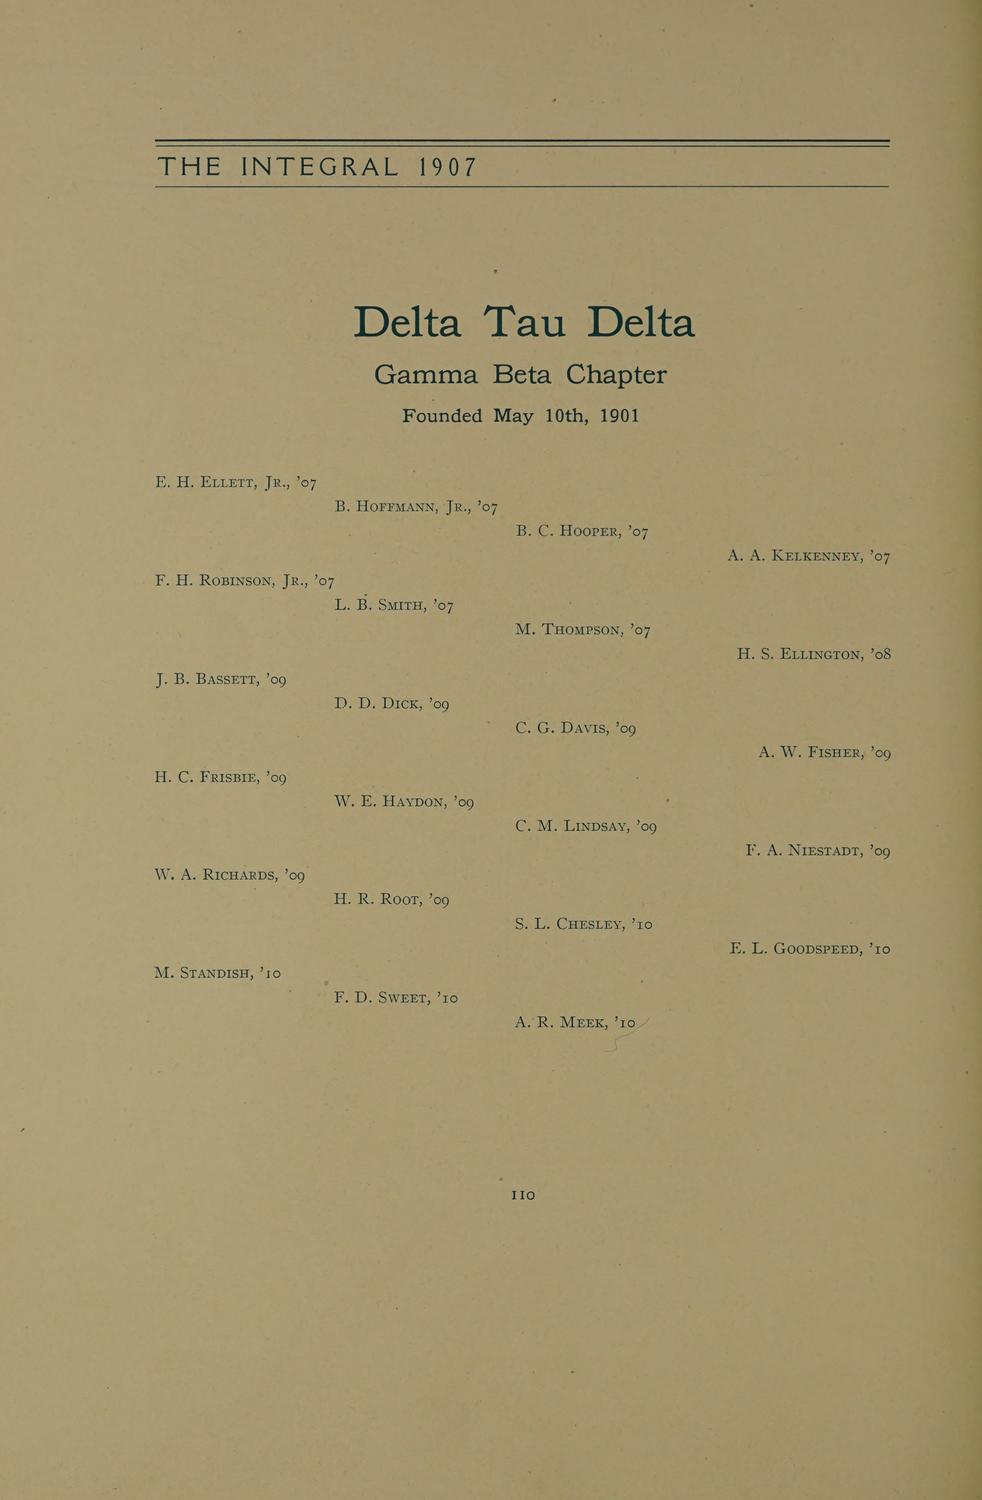 THE INTEGRAL 1907
Delta Tau Delta
Gamma Beta Chapter
Founded May 10th, 1901
E. H. Ellett, Jr., '07
B. Hoffmann, Jr., '07
B. C. Hooper, '07
A. A. Kelkenney, '07
F. H. Robinson, Jr., '07
L. B. Smith, '07
M. Thompson, '07
H. S. Ellington, '08
J. B. Bassett, '09
D. D. Dick, '09
C. G. Davis, '09
A. W. Fisher, '09
H. C. Frisbie, '09
W. E. Haydon, '09
C. M. Lindsay, '09
F. A. Niestadt, '09
W. A. Richards, '09
H. R. Root, '09
S. L. Chesley, '10
E. L. Goodspeed, '10
M. Standish, '10
F. D. Sweet, '10
A. R. Meek, '10
110